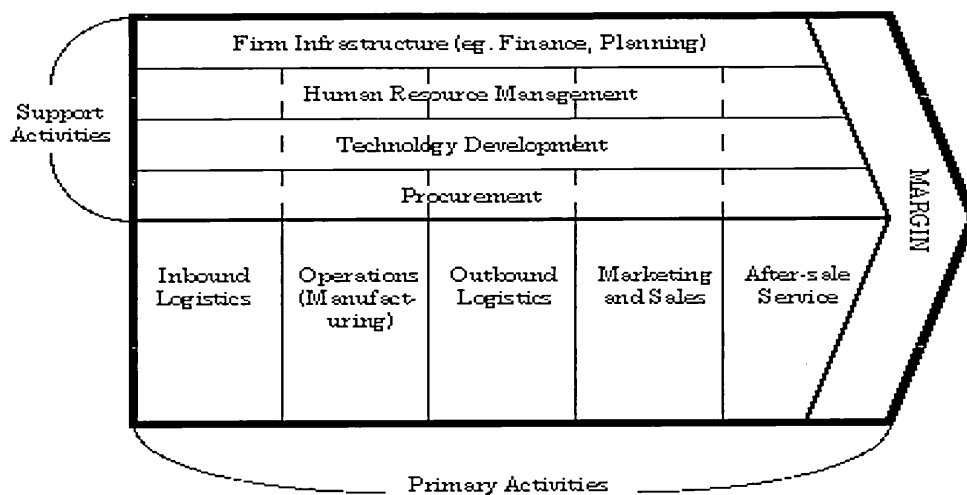 Firm Infrastructure (eg. Finance, Planning)
Human Resource Management
Support
Activities
Technology Development
Procurement
MARGIN
Inbound
Logistics
Operations
(Manufact-
uring)
Outbound
Logistics
Marketing
and Sales
After-sale
Service
Primary Activities